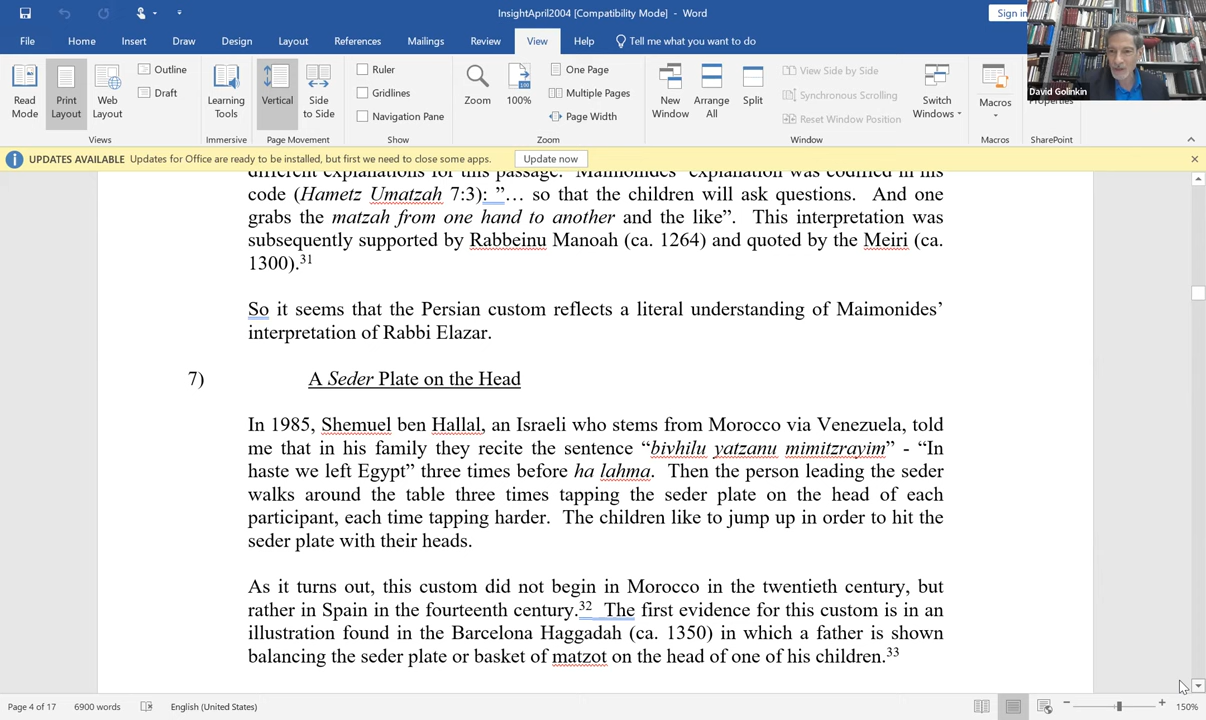 InsightApril2004 [Compatibility Mode] - Word
Sign in
File Home Insert Draw Design Layout References Mailings Review View Help Tell me what you want to do
Read Mode
Print Layout
Web Layout
Outline
Draft
Views
Learning Tools
Immersive
Vertical
Side to Side
Page Movement
Ruler
Gridlines
Navigation Pane
Show
Zoom
100%
One Page
Multiple Pages
Page Width
Zoom
New Window
Arrange All
Split
View Side by Side
Synchronous Scrolling
Reset Window Position
Window
Switch Windows
Macros
Macros
Properties
SharePoint
David Golinkin
UPDATES AVAILABLE Updates for Office are ready to be installed, but first we need to close some apps. Update now
different explanations for this passage. Maimonides' explanation was codified in his
code (Hametz Umatzah 7:3): "… so that the children will ask questions. And one
grabs the matzah from one hand to another and the like". This interpretation was
subsequently supported by Rabbeinu Manoah (ca. 1264) and quoted by the Meiri (ca.
1300).31
So it seems that the Persian custom reflects a literal understanding of Maimonides'
interpretation of Rabbi Elazar.
7) A Seder Plate on the Head
In 1985, Shemuel ben Hallal, an Israeli who stems from Morocco via Venezuela, told
me that in his family they recite the sentence "bivhilu yatzanu mimitzrayim" - "In
haste we left Egypt" three times before ha lahma. Then the person leading the seder
walks around the table three times tapping the seder plate on the head of each
participant, each time tapping harder. The children like to jump up in order to hit the
seder plate with their heads.
As it turns out, this custom did not begin in Morocco in the twentieth century, but
rather in Spain in the fourteenth century.32 The first evidence for this custom is in an
illustration found in the Barcelona Haggadah (ca. 1350) in which a father is shown
balancing the seder plate or basket of matzot on the head of one of his children.33
Page 4 of 17 6900 words English (United States) 150%